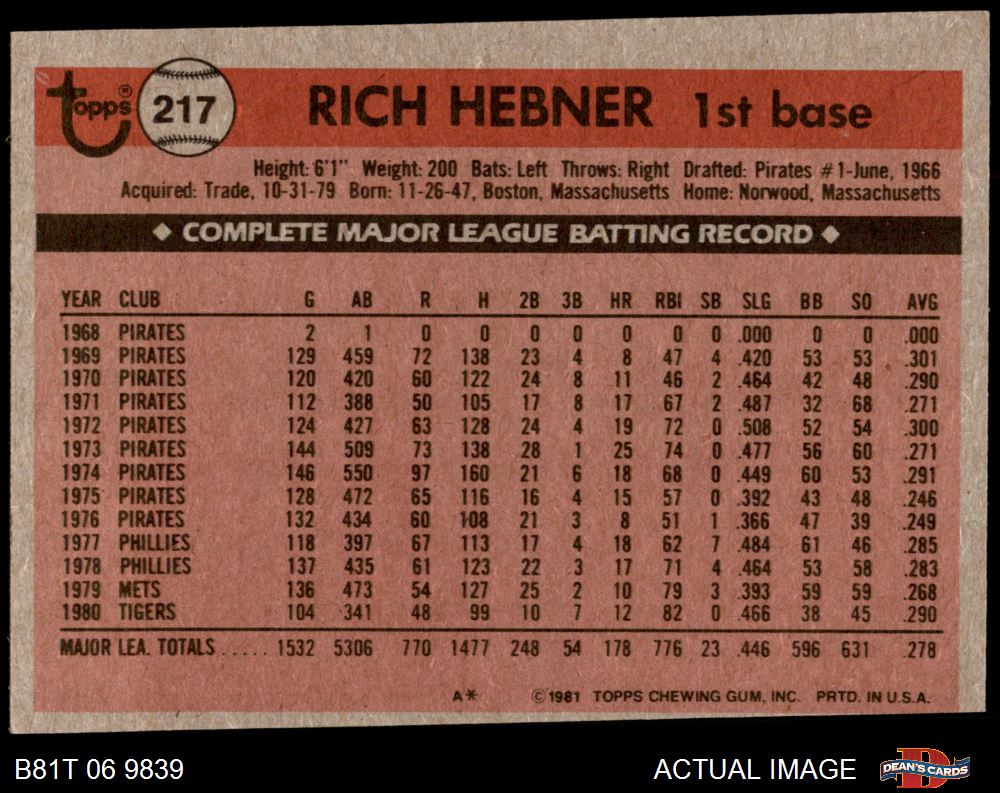 Topps® 217 RICH HEBNER 1st base
Height: 6'1" Weight: 200 Bats: Left Throws: Right Drafted: Pirates #1-June, 1966
Acquired: Trade, 10-31-79 Born: 11-26-47, Boston, Massachusetts Home: Norwood, Massachusetts
◆ COMPLETE MAJOR LEAGUE BATTING RECORD ◆
YEAR CLUB G AB R H 2B 3B HR RBI SB SLG BB SO AVG
1968 PIRATES 2 1 0 0 0 0 0 0 0 .000 0 0 .000
1969 PIRATES 129 459 72 138 23 4 8 47 4 .420 53 53 .301
1970 PIRATES 120 420 60 122 24 8 11 46 2 .464 42 48 .290
1971 PIRATES 112 388 50 105 17 8 17 67 2 .487 32 68 .271
1972 PIRATES 124 427 63 128 24 4 19 72 0 .508 52 54 .300
1973 PIRATES 144 509 73 138 28 1 25 74 0 .477 56 60 .271
1974 PIRATES 146 550 97 160 21 6 18 68 0 .449 60 53 .291
1975 PIRATES 128 472 65 116 16 4 15 57 0 .392 43 48 .246
1976 PIRATES 132 434 60 108 21 3 8 51 1 .366 47 39 .249
1977 PHILLIES 118 397 67 113 17 4 18 62 7 .484 61 46 .285
1978 PHILLIES 137 435 61 123 22 3 17 71 4 .464 53 58 .283
1979 METS 136 473 54 127 25 2 10 79 3 .393 59 59 .268
1980 TIGERS 104 341 48 99 10 7 12 82 0 .466 38 45 .290
MAJOR LEA. TOTALS..... 1532 5306 770 1477 248 54 178 776 23 .446 596 631 .278
A* ©1981 TOPPS CHEWING GUM, INC. PRTD. IN U.S.A.
B81T 06 9839 ACTUAL IMAGE D DEAN'S CARDS